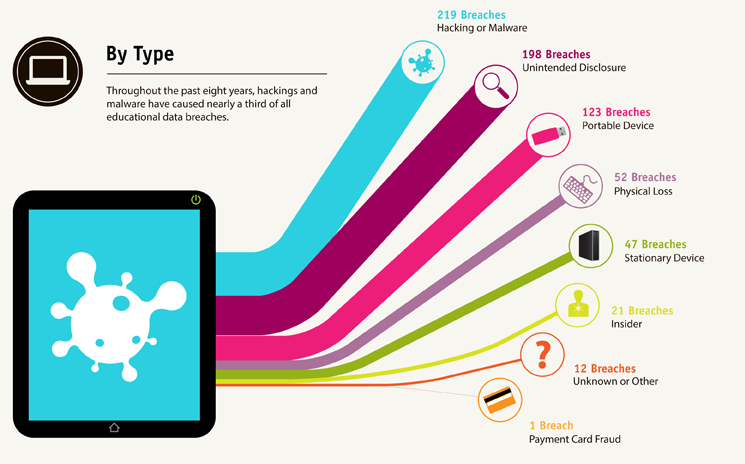 By Type
Throughout the past eight years, hackings and
malware have caused nearly a third of all
educational data breaches.
219 Breaches
Hacking or Malware
198 Breaches
Unintended Disclosure
123 Breaches
Portable Device
52 Breaches
Physical Loss
47 Breaches
Stationary Device
21 Breaches
Insider
?
12 Breaches
Unknown or Other
1 Breach
Payment Card Fraud